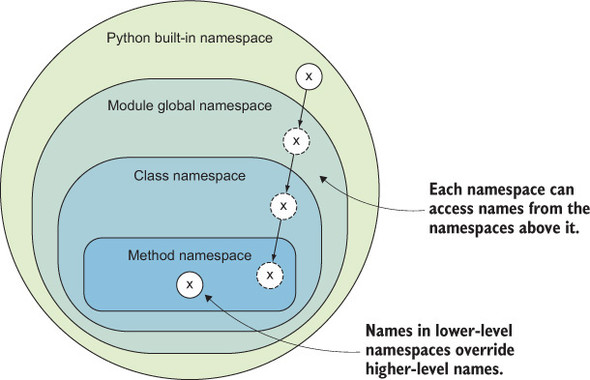 Python built-in namespace
x
Module global namespace
x
Class namespace
x
Each namespace can
access names from the
namespaces above it.
Method namespace
x
x
Names in lower-level
namespaces override
higher-level names.